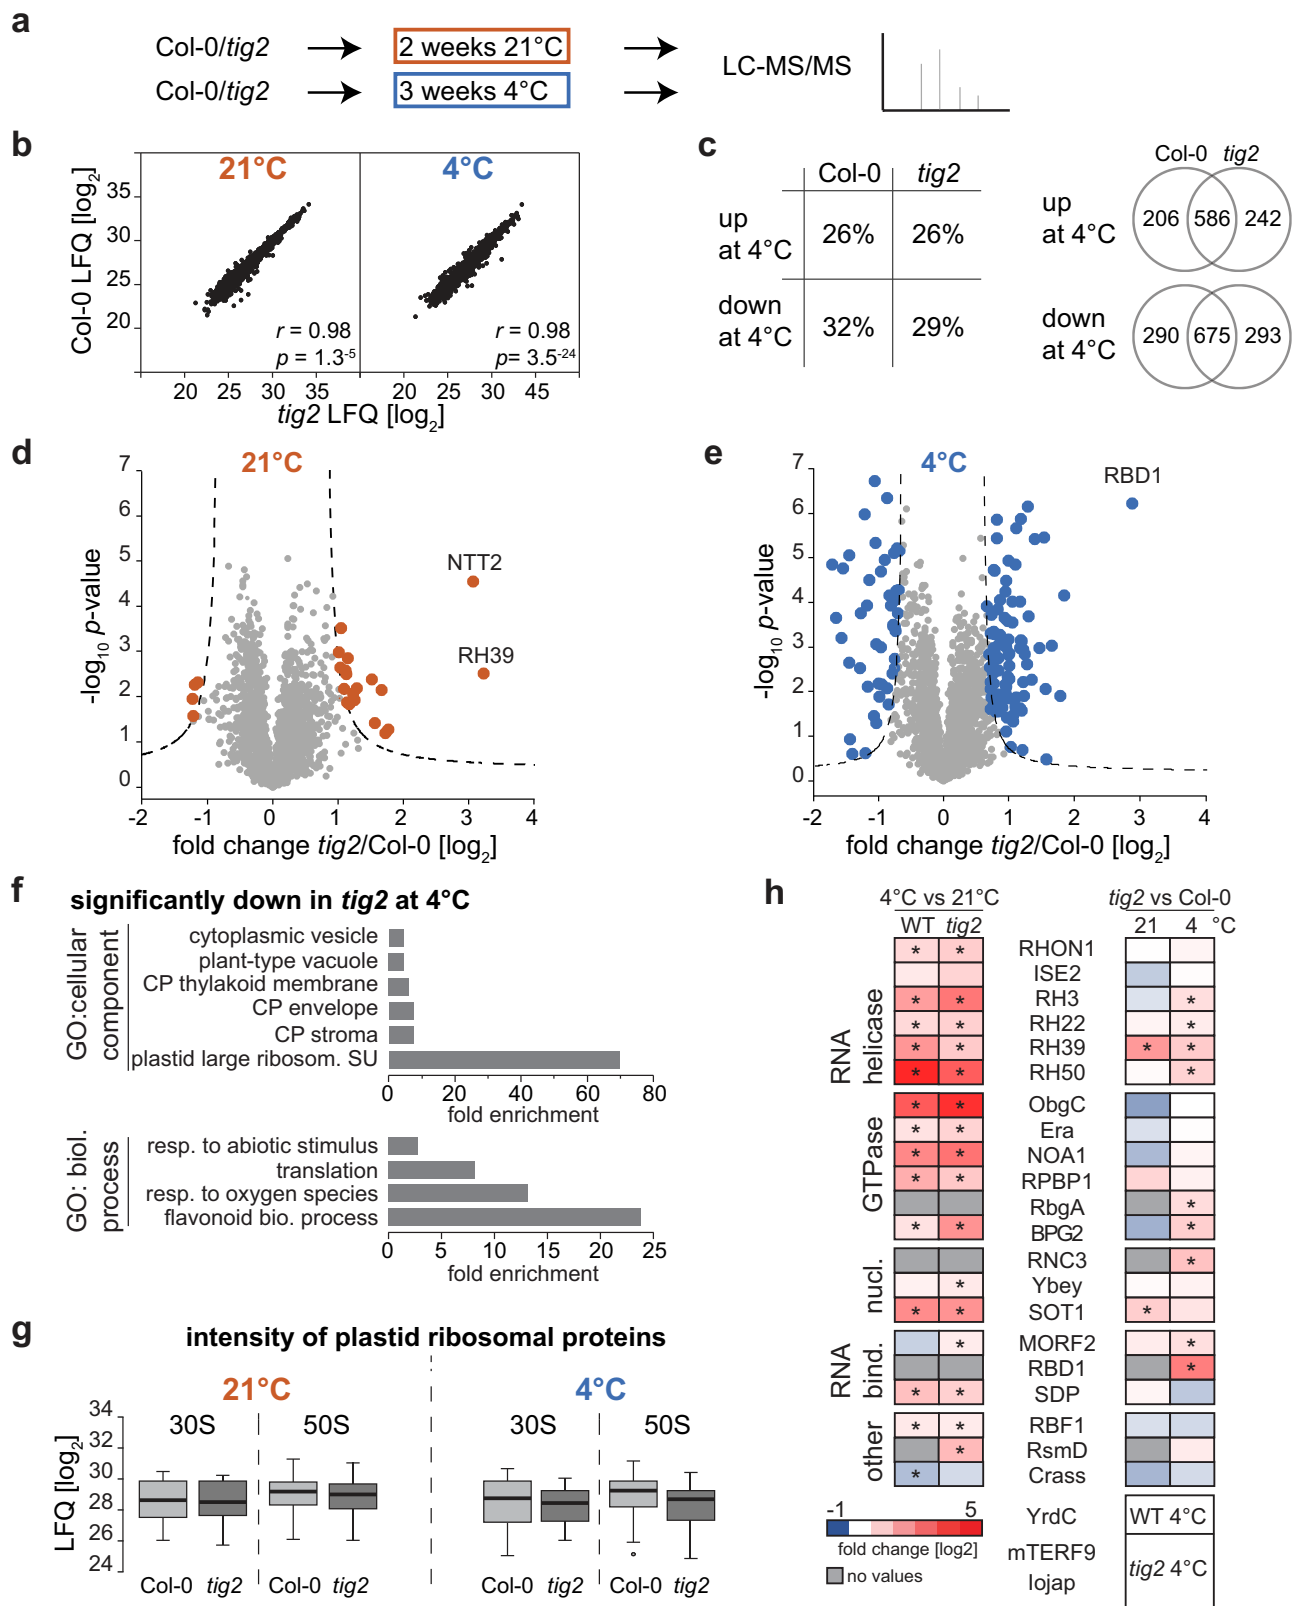 a
Col-0/tig2
2 weeks 21°C
Col-0/tig2
3 weeks 4°C
LC-MS/MS
b
21°C
4°C
Col-0 LFQ [log2]
35
30
25
20
r = 0.98
p = 1.3-5
r = 0.98
p= 3.5-24
20 25 30 35
20 25 30 45
tig2 LFQ [log2]
c
Col-0 tig2
up at 4°C 26% 26%
down at 4°C 32% 29%
Col-0 tig2
up at 4°C 206 586 242
down at 4°C 290 675 293
d
21°C
-log10 p-value
7
6
5
4
3
2
1
0
NTT2
RH39
-2 -1 0 1 2 3 4
fold change tig2/Col-0 [log2]
e
4°C
-log10 p-value
7
6
5
4
3
2
1
0
RBD1
-2 -1 0 1 2 3 4
fold change tig2/Col-0 [log2]
f
significantly down in tig2 at 4°C
GO:cellular component
cytoplasmic vesicle
plant-type vacuole
CP thylakoid membrane
CP envelope
CP stroma
plastid large ribosom. SU
0 20 40 60 80
fold enrichment
GO: biol. process
resp. to abiotic stimulus
translation
resp. to oxygen species
flavonoid bio. process
0 5 10 15 20 25
fold enrichment
g
intensity of plastid ribosomal proteins
21°C
4°C
30S 50S 30S 50S
LFQ [log2]
34
32
30
28
26
24
Col-0 tig2 Col-0 tig2 Col-0 tig2 Col-0 tig2
h
4°C vs 21°C
WT tig2
tig2 vs Col-0
21 4 °C
RNA helicase
* * RHON1
ISE2
* * RH3 *
* * RH22 *
* * RH39 * *
* * RH50 *
GTPase
* * ObgC
* * Era
* * NOA1
* * RPBP1
RbgA *
* * BPG2 *
nucl.
RNC3 *
* Ybey
* * SOT1 *
RNA bind.
* MORF2 *
RBD1 *
* * SDP
other
* * RBF1
* RsmD
* Crass
-1 5
fold change [log2]
no values
YrdC WT 4°C
mTERF9
Iojap
tig2 4°C